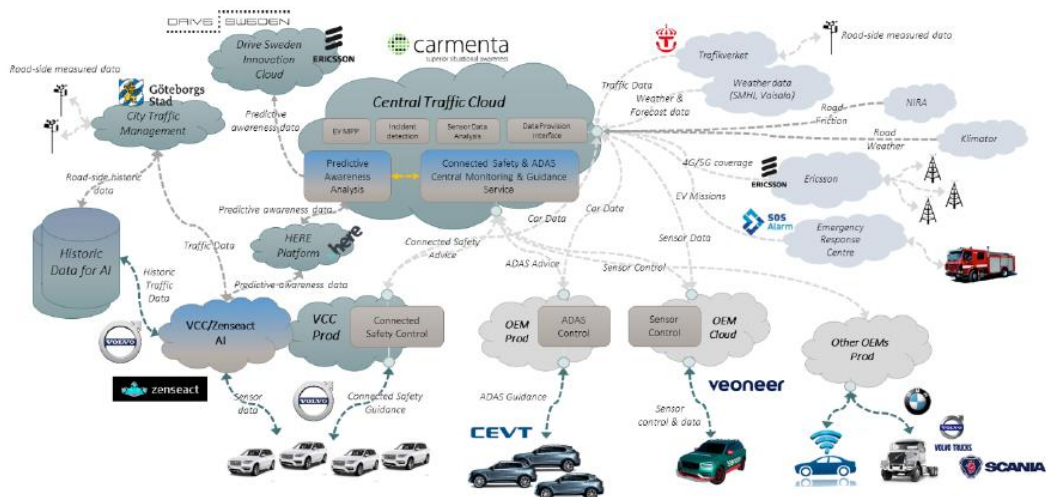 DRIVE SWEDEN
Drive Sweden
Innovation
Cloud
ERICSSON
carmenta
superior situational awareness
Road-side measured data
Göteborgs
Stad
City Traffic
Management
Predictive
awareness data
Central Traffic Cloud
EV MPP
Incident
detection
Sensor Data
Analysis
Data Provision
Interface
Predictive
Awareness
Analysis
Connected Safety & ADAS
Central Monitoring & Guidance
Service
Traffic Data
Weather &
Forecast data
Trafikverket
Road-side measured data
Weather data
(SMHI, Vaisala)
Road
Friction
NIRA
Road
Weather
Klimator
4G/5G coverage
ERICSSON
Ericsson
EV Missions
SOS
Alarm
Emergency
Response
Centre
Road-side historic
data
Predictive awareness data
HERE
Platform
here
Car Data
Car Data
Connected Safety
Advice
ADAS Advice
Sensor Data
Sensor Control
Historic
Data for AI
Historic
Traffic
Data
Traffic Data
Predictive awareness data
VOLVO
VCC/Zenseact
AI
VCC
Prod
Connected
Safety Control
OEM
Prod
ADAS
Control
Sensor
Control
OEM
Cloud
Other OEMs
Prod
zenseact
Sensor
data
VOLVO
Connected Safety
Guidance
CEVT
ADAS Guidance
Sensor
control & data
veoneer
BMW
VOLVO
VOLVO TRUCKS
SCANIA